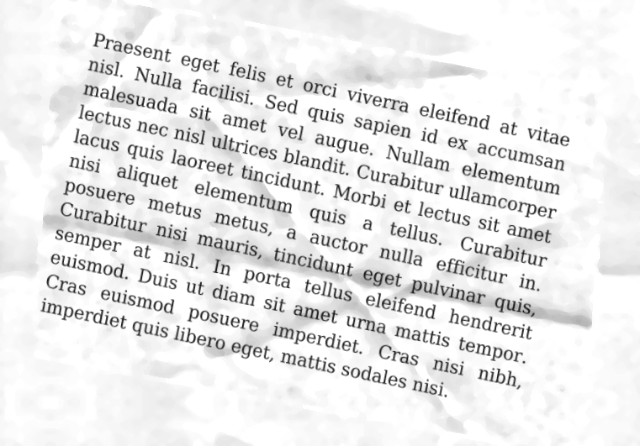 Praesent eget felis et orci viverra eleifend at vitae
nisl. Nulla facilisi. Sed quis sapien id ex accumsan
malesuada sit amet vel augue. Nullam elementum
lectus nec nisl ultrices blandit. Curabitur ullamcorper
lacus quis laoreet tincidunt. Morbi et lectus sit amet
nisi aliquet elementum quis a tellus. Curabitur
posuere metus metus, a auctor nulla efficitur in.
Curabitur nisi mauris, tincidunt eget pulvinar quis,
semper at nisl. In porta tellus eleifend hendrerit
euismod. Duis ut diam sit amet urna mattis tempor.
Cras euismod posuere imperdiet. Cras nisi nibh,
imperdiet quis libero eget, mattis sodales nisi.